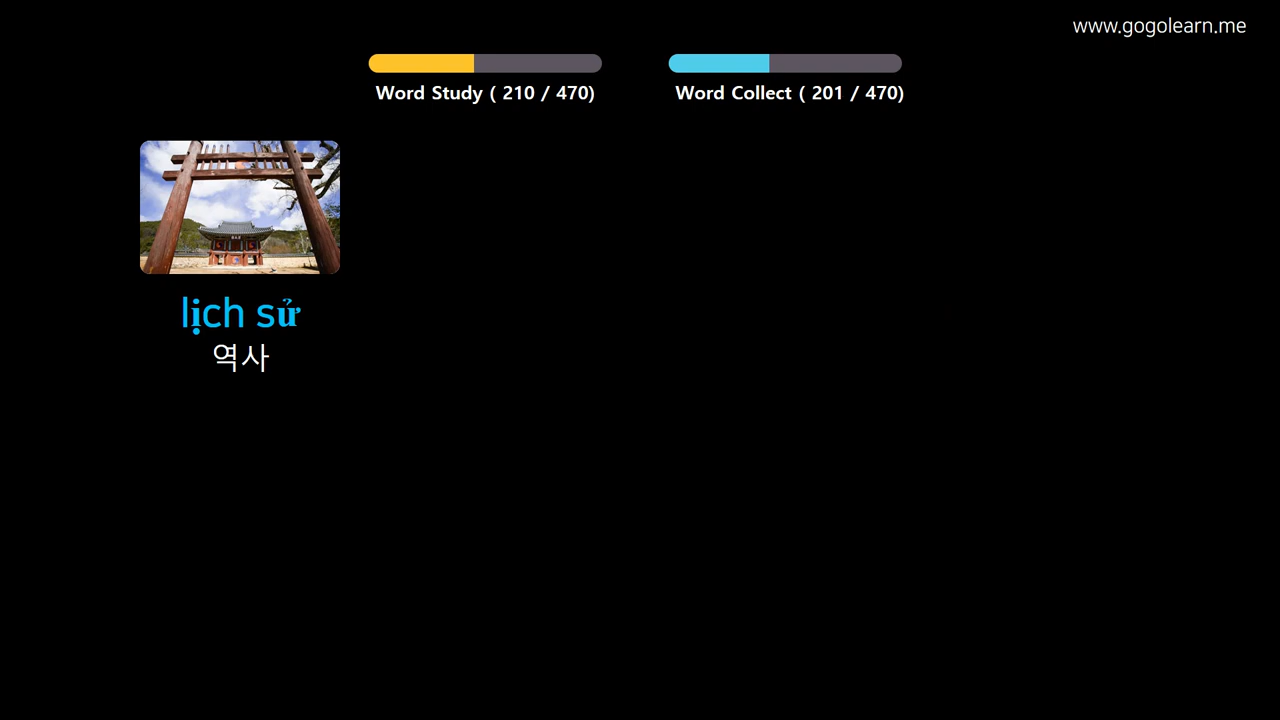 www.gogolearn.me
Word Study ( 210 / 470)
Word Collect ( 201 / 470)
lịch sử
역사